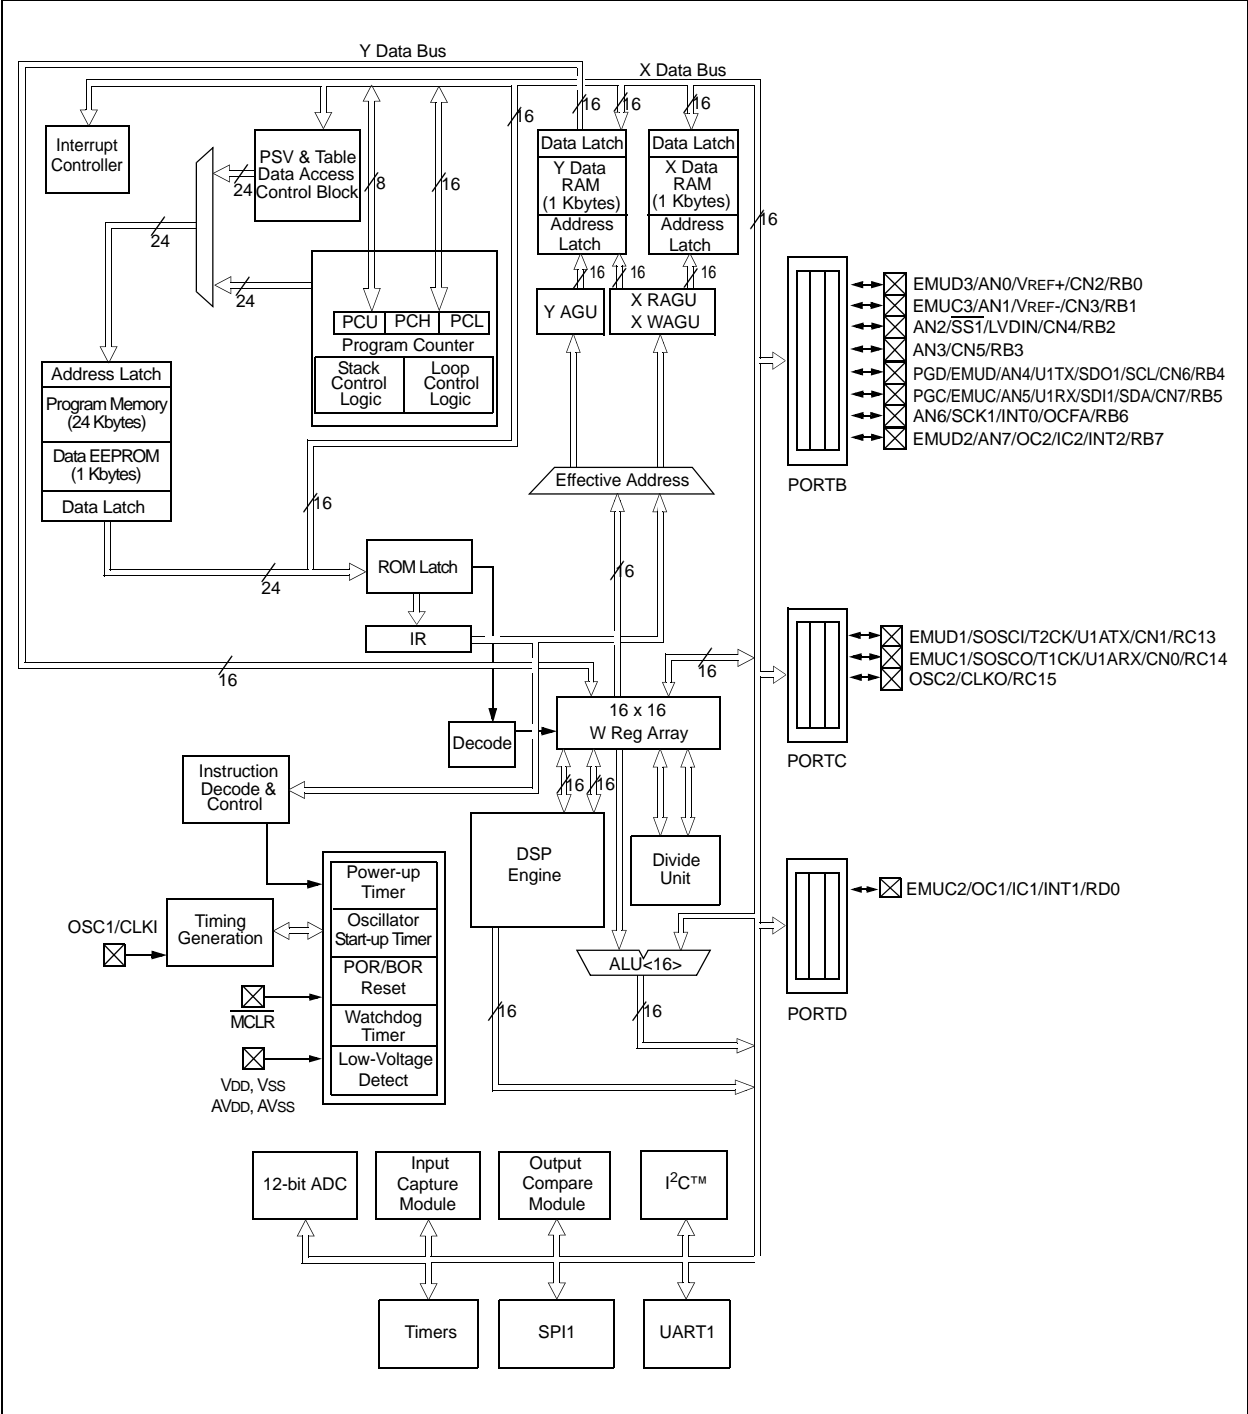 Y Data Bus
X Data Bus
16
16
16
16
Interrupt
Controller
PSV & Table
Data Access
Control Block
24
8
16
24
24
Data Latch
Y Data
RAM
(1 Kbytes)
Address
Latch
Data Latch
X Data
RAM
(1 Kbytes)
Address
Latch
16
16
16
16
Y AGU
X RAGU
X WAGU
PCU
PCH
PCL
Program Counter
Stack
Control
Logic
Loop
Control
Logic
Address Latch
Program Memory
(24 Kbytes)
Data EEPROM
(1 Kbytes)
Data Latch
Effective Address
16
24
ROM Latch
16
IR
16
16
16 x 16
W Reg Array
Decode
Instruction
Decode &
Control
16
16
DSP
Engine
Divide
Unit
Power-up
Timer
Oscillator
Start-up Timer
POR/BOR
Reset
Watchdog
Timer
Low-Voltage
Detect
OSC1/CLKI
Timing
Generation
MCLR
VDD, VSS
AVDD, AVSS
ALU<16>
16
16
EMUD3/AN0/VREF+/CN2/RB0
EMUC3/AN1/VREF-/CN3/RB1
AN2/SS1/LVDIN/CN4/RB2
AN3/CN5/RB3
PGD/EMUD/AN4/U1TX/SDO1/SCL/CN6/RB4
PGC/EMUC/AN5/U1RX/SDI1/SDA/CN7/RB5
AN6/SCK1/INT0/OCFA/RB6
EMUD2/AN7/OC2/IC2/INT2/RB7
PORTB
EMUD1/SOSCI/T2CK/U1ATX/CN1/RC13
EMUC1/SOSCO/T1CK/U1ARX/CN0/RC14
OSC2/CLKO/RC15
PORTC
EMUC2/OC1/IC1/INT1/RD0
PORTD
12-bit ADC
Input
Capture
Module
Output
Compare
Module
I2C™
Timers
SPI1
UART1